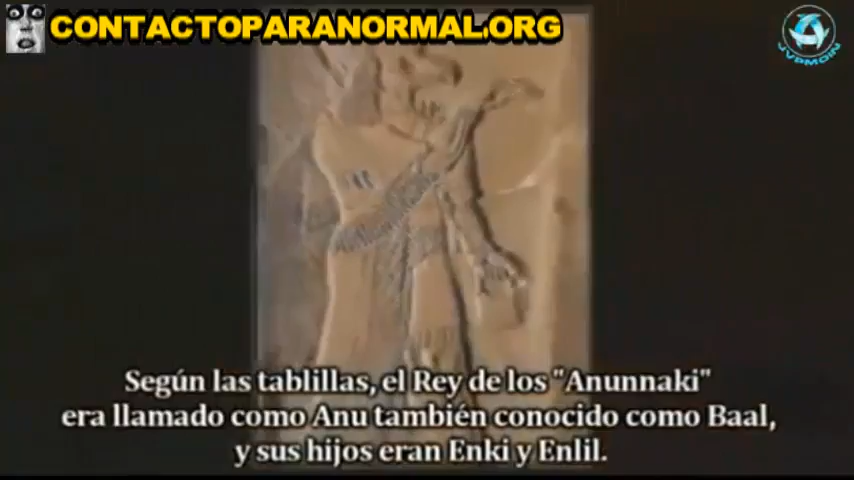 CONTACTOPARANORMAL.ORG
JVPMOIN
Según las tablillas, el Rey de los "Anunnaki"
era llamado como Anu también conocido como Baal,
y sus hijos eran Enki y Enlil.